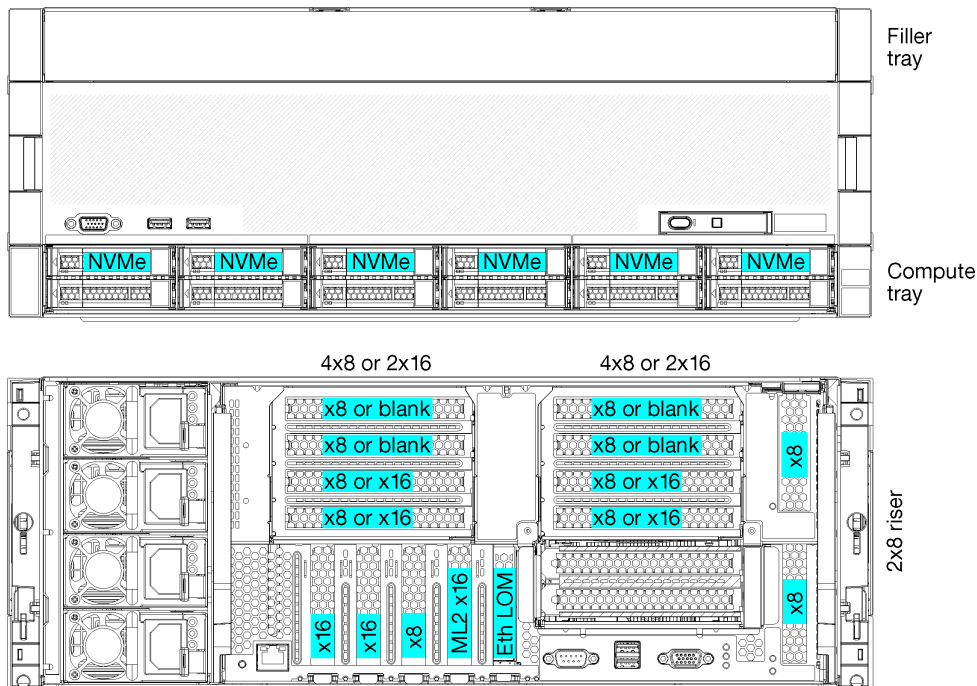 Filler
tray
NVMe NVMe NVMe NVMe NVMe NVMe
Compute
tray
4x8 or 2x16 4x8 or 2x16
x8 or blank x8 or blank
x8 or blank x8 or blank
x8 or x16 x8 or x16
x8 or x16 x8 or x16
x8
2x8 riser
x16
x16
x8
ML2 x16
Eth LOM
x8